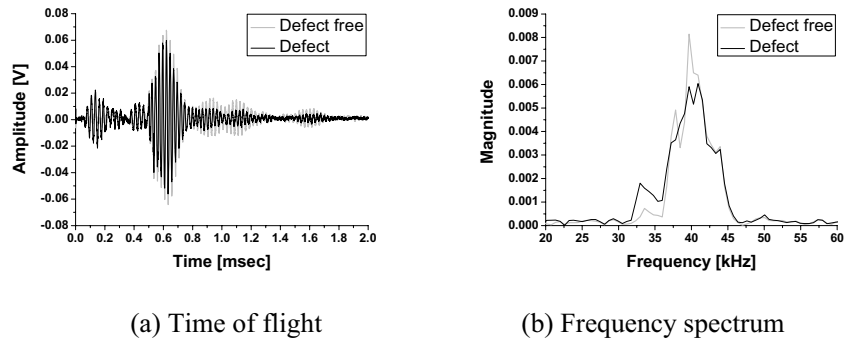 0.08
0.06
0.04
0.02
0.00
-0.02
-0.04
-0.06
-0.08
Amplitude [V]
0.0 0.2 0.4 0.6 0.8 1.0 1.2 1.4 1.6 1.8 2.0
Time [msec]
Defect free
Defect
(a) Time of flight
0.009
0.008
0.007
0.006
0.005
0.004
0.003
0.002
0.001
0.000
Magnitude
20 25 30 35 40 45 50 55 60
Frequency [kHz]
Defect free
Defect
(b) Frequency spectrum